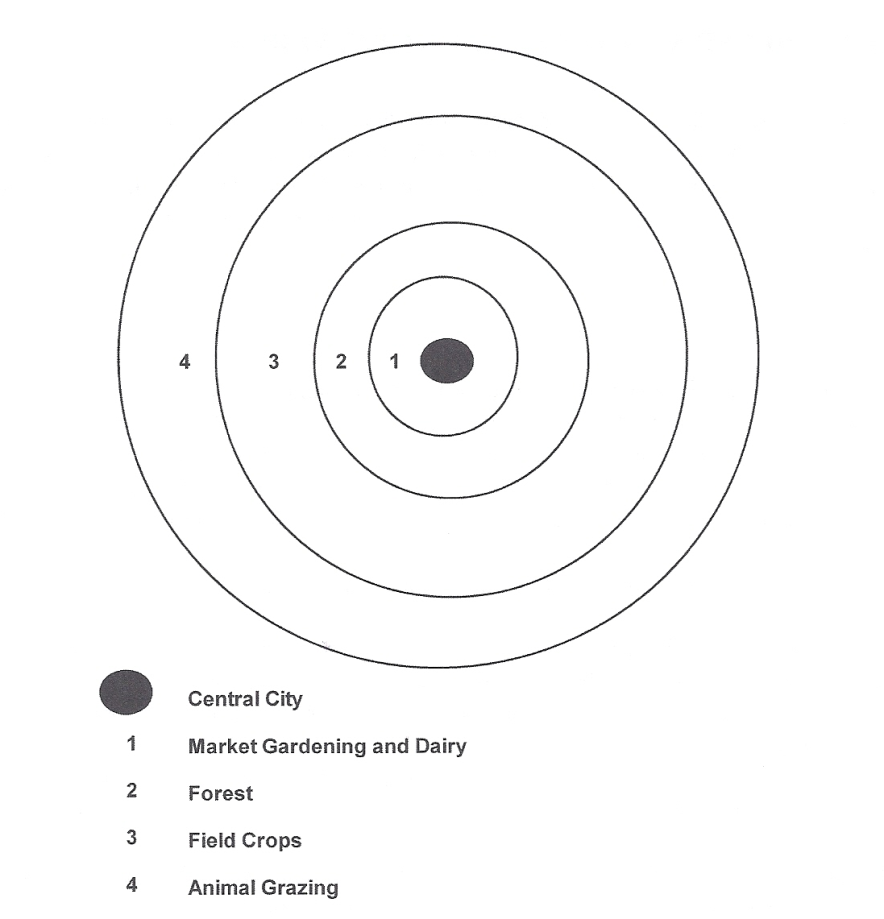 4 3 2 1
Central City
1 Market Gardening and Dairy
2 Forest
3 Field Crops
4 Animal Grazing